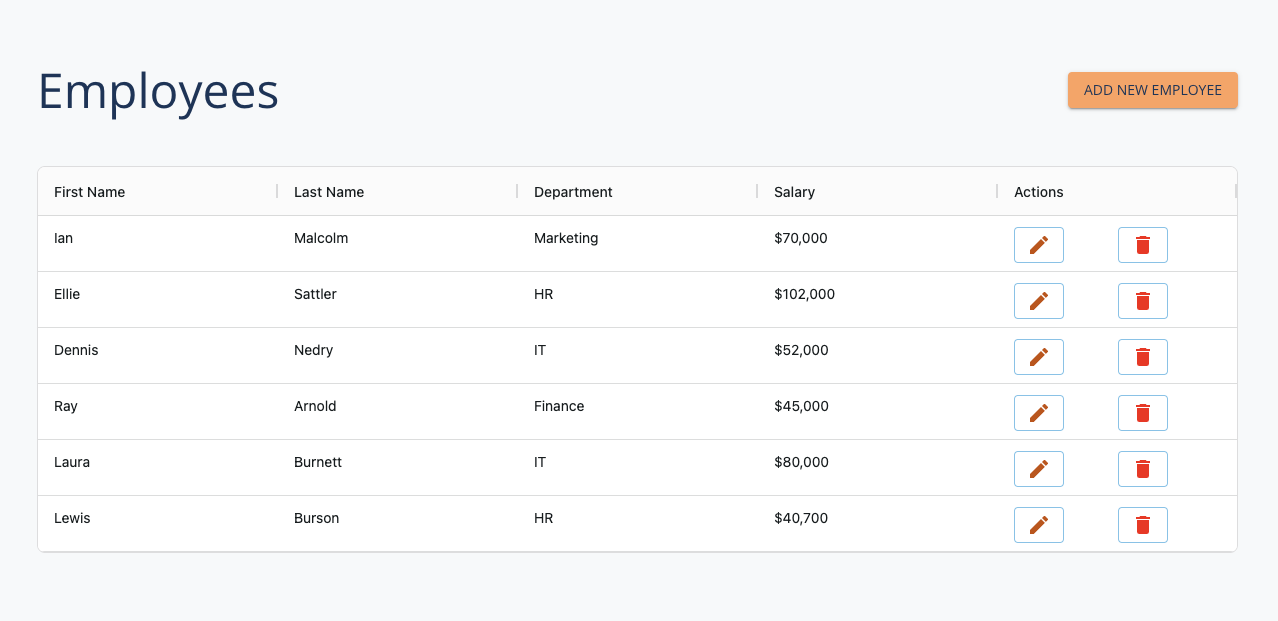 Employees
ADD NEW EMPLOYEE
First Name Last Name Department Salary Actions
Ian Malcolm Marketing $70,000
Ellie Sattler HR $102,000
Dennis Nedry IT $52,000
Ray Arnold Finance $45,000
Laura Burnett IT $80,000
Lewis Burson HR $40,700